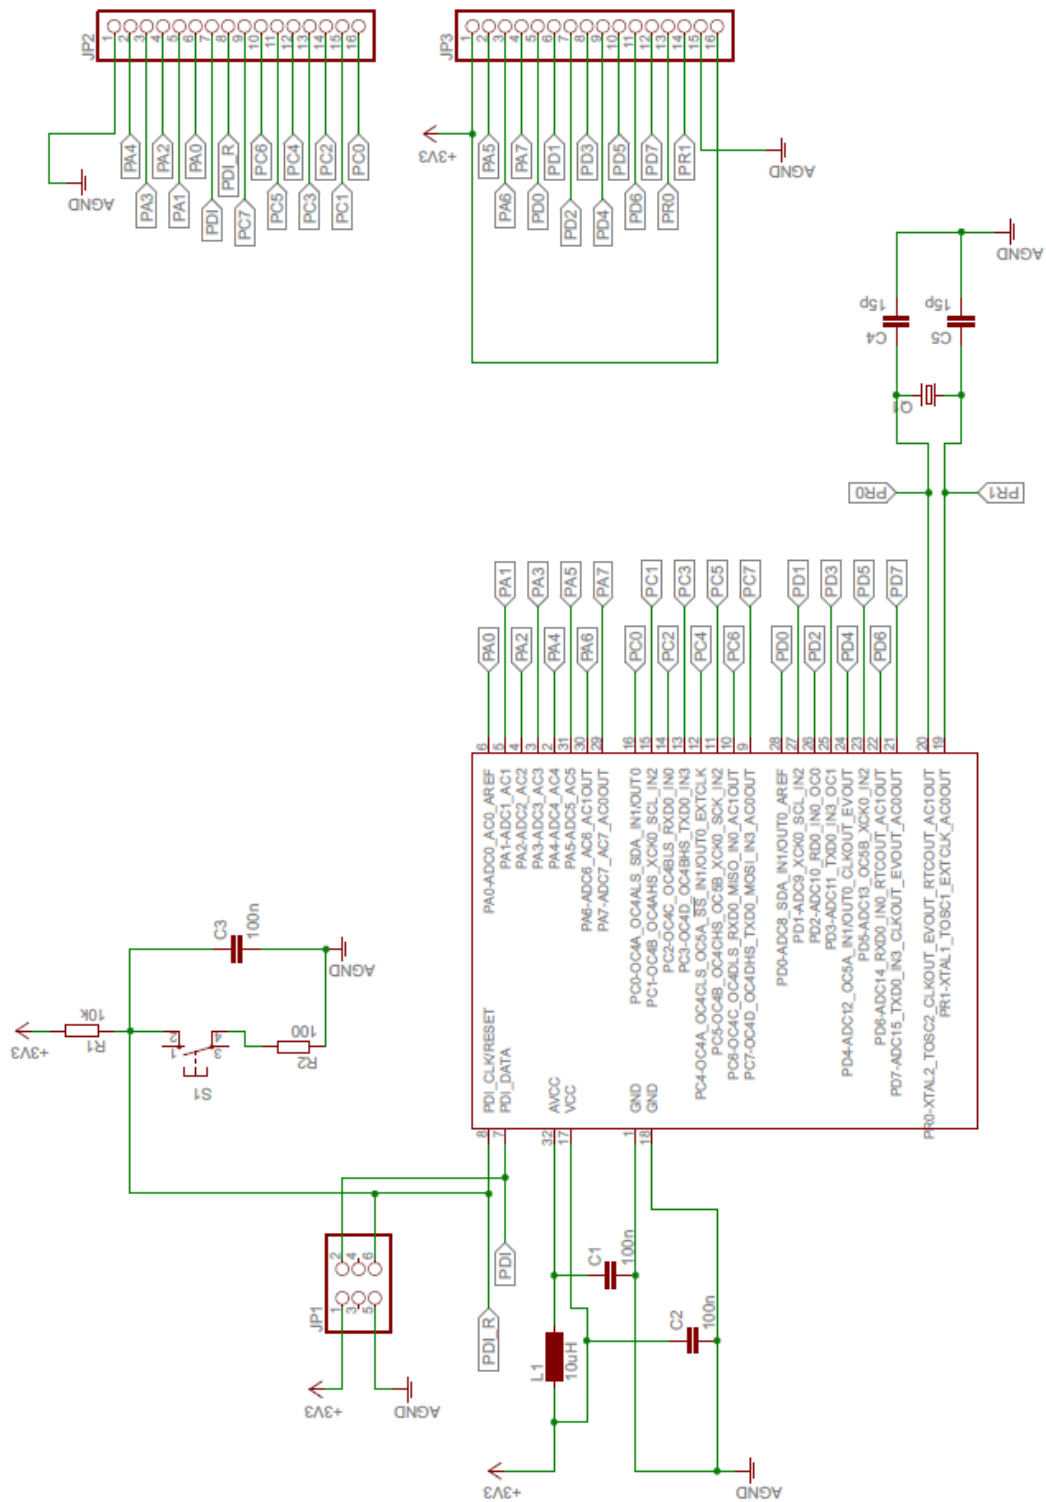 JP2
1
2
3
4
5
6
7
8
9
10
11
12
13
14
15
16
PA4
PA3
PA2
PA1
PA0
PDI
PDI_R
PC7
PC6
PC5
PC4
PC3
PC2
PC1
PC0
AGND
JP3
1
2
3
4
5
6
7
8
9
10
11
12
13
14
15
16
+3V3
PA5
PA6
PA7
PD0
PD1
PD2
PD3
PD4
PD5
PD6
PD7
PR0
PR1
AGND
AGND
15p
15p
C4
C5
Q1
PR0
PR1
PA0
PA1
PA2
PA3
PA4
PA5
PA6
PA7
PC0
PC1
PC2
PC3
PC4
PC5
PC6
PC7
PD0
PD1
PD2
PD3
PD4
PD5
PD6
PD7
6
5
4
3
2
31
30
29
16
15
14
13
12
11
10
9
28
27
26
25
24
23
22
21
20
19
PA0-ADC0_AC0_AREF
PA1-ADC1_AC1
PA2-ADC2_AC2
PA3-ADC3_AC3
PA4-ADC4_AC4
PA5-ADC5_AC5
PA6-ADC6_AC6_AC1OUT
PA7-ADC7_AC7_AC0OUT
PC0-OC4A_OC4ALS_SDA_IN1/OUT0
PC1-OC4B_OC4AHS_XCK0_SCL_IN2
PC2-OC4C_OC4BLS_RXD0_IN0
PC3-OC4D_OC4BHS_TXD0_IN3
PC4-OC4A_OC4CLS_OC5A_SS_IN1/OUT0_EXTCLK
PC5-OC4B_OC4CHS_OC5B_XCK0_SCK_IN2
PC6-OC4C_OC4DLS_RXD0_MISO_IN0_AC1OUT
PC7-OC4D_OC4DHS_TXD0_MOSI_IN3_AC0OUT
PD0-ADC8_SDA_IN1/OUT0_AREF
PD1-ADC9_XCK0_SCL_IN2
PD2-ADC10_RD0_IN0_OC0
PD3-ADC11_TXD0_IN3_OC1
PD4-ADC12_OC5A_IN1/OUT0_CLKOUT_EVOUT
PD5-ADC13_OC5B_XCK0_IN2
PD6-ADC14_RXD0_IN0_RTCOUT_AC1OUT
PD7-ADC15_TXD0_IN3_CLKOUT_EVOUT_AC0OUT
PR0-XTAL2_TOSC2_CLKOUT_EVOUT_RTCOUT_AC1OUT
PR1-XTAL1_TOSC1_EXTCLK_AC0OUT
PDI_CLK/RESET
PDI_DATA
AVCC
VCC
GND
GND
8
7
32
17
1
18
C3
100n
AGND
10k
R1
+3V3
2
1
4
3
S1
100
R2
JP1
2
4
6
1
3
5
+3V3
AGND
PDI
PDI_R
C1
100n
C2
100n
L1
10uH
+3V3
AGND